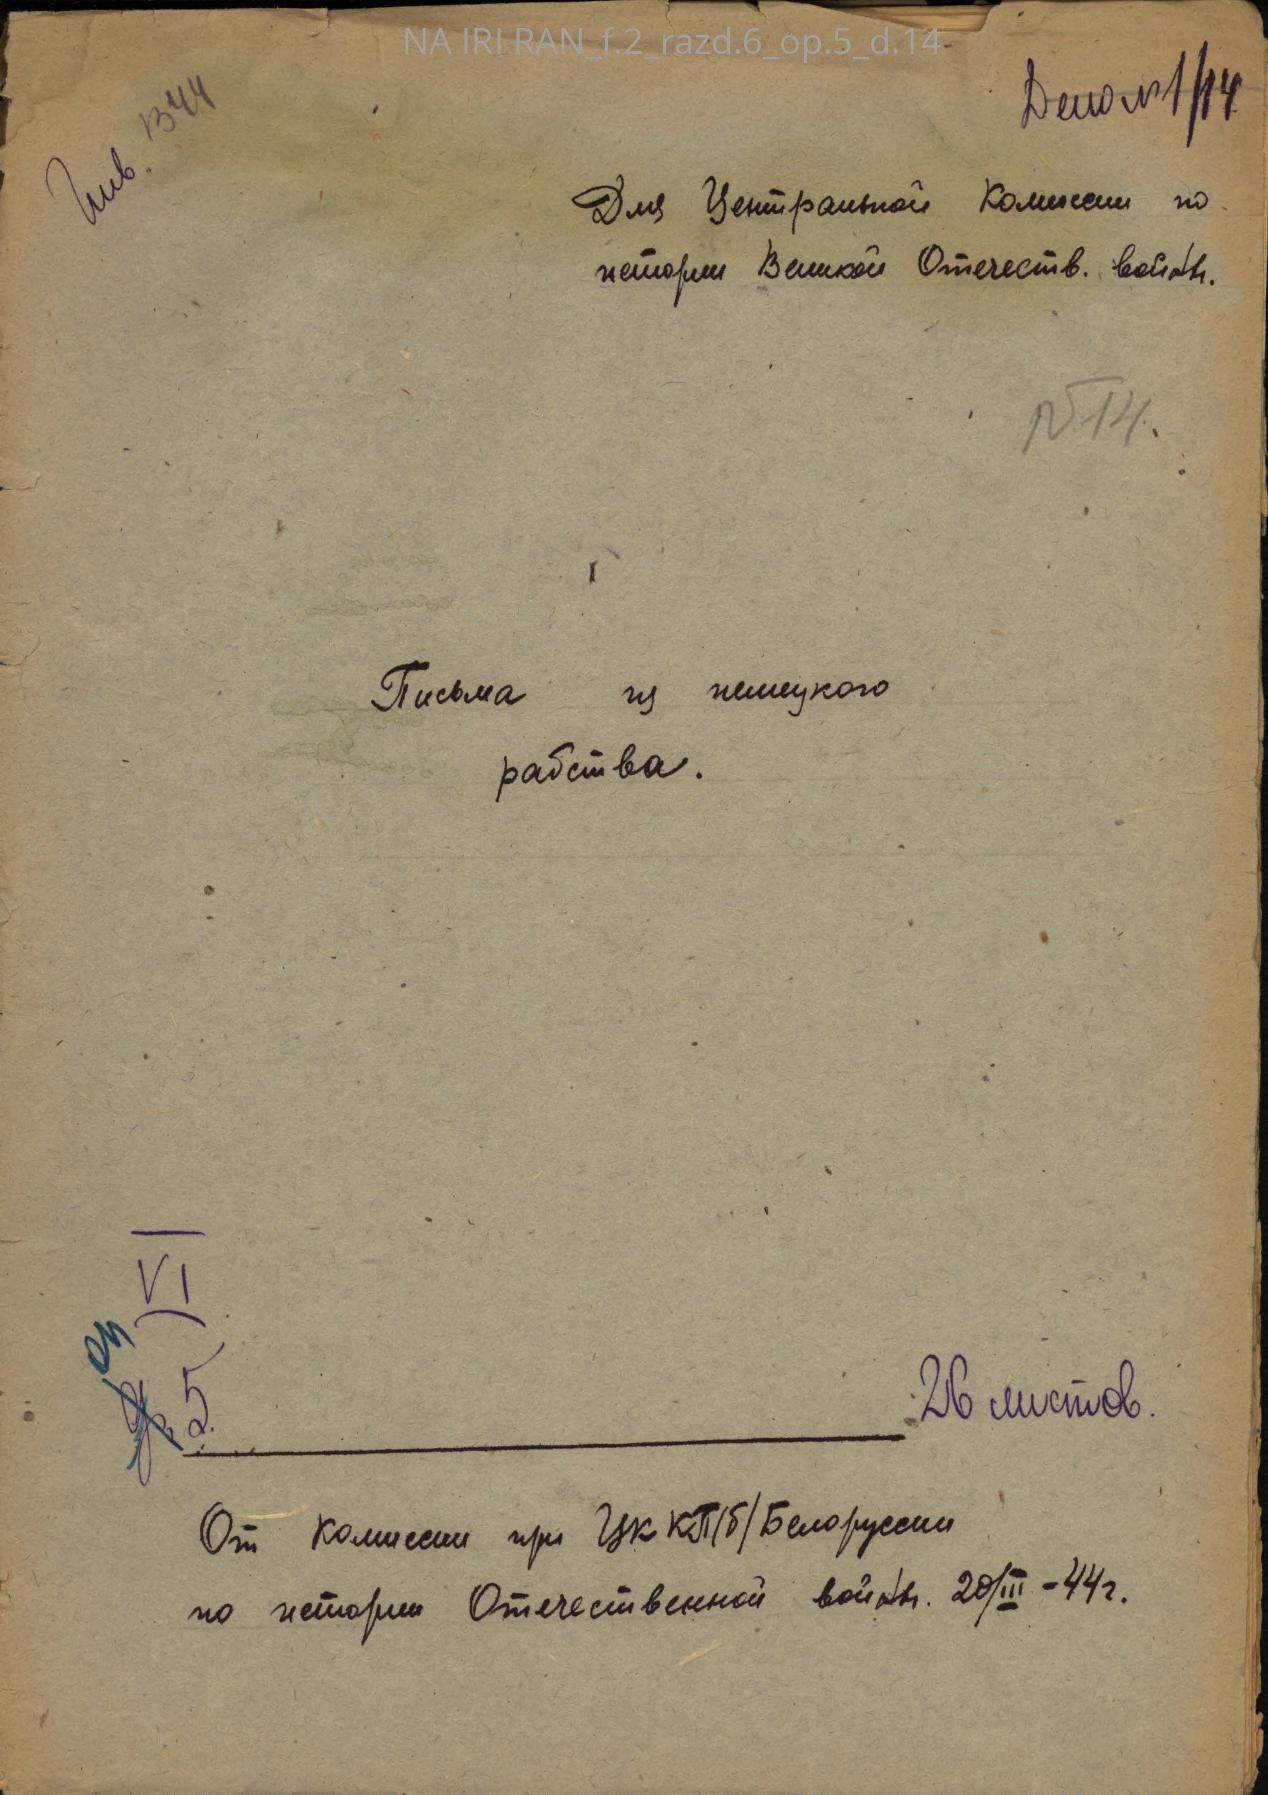 NA IRI RAN_f.2_razd.6_op.5_d.14
Дело №1/14
Инв. 1344
Для Центральной Комиссии по
истории Великой Отечеств. войны.
№14.
Письма из немецкого
рабства.
VI
оп
5
26 листов.
От Комиссии при ЦК КП/б/Белоруссии
по истории Отечественной войны. 20/III-44г.